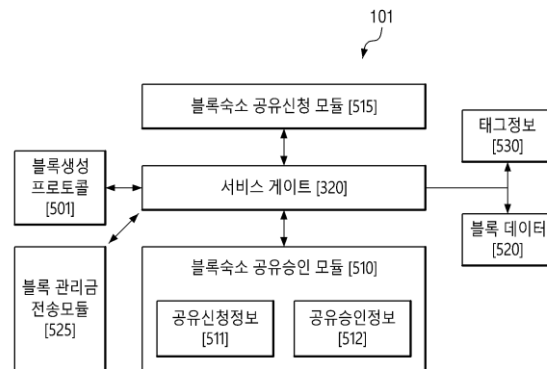 101
블록숙소 공유신청 모듈 [515]
태그정보
[530]
블록생성
프로토콜
[501]
서비스 게이트 [320]
블록 데이터
[520]
블록 관리금
전송모듈
[525]
블록숙소 공유승인 모듈 [510]
공유신청정보
[511]
공유승인정보
[512]